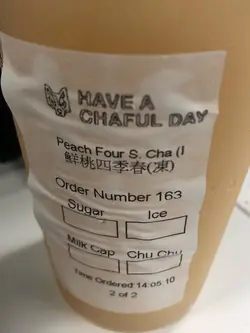 HAVE A
CHAFUL DAY
Peach Four S. Cha (I
鮮桃四季春(凍)
Order Number 163
Sugar Ice
Milk Cap Chu Chu
Time Ordered 14:05:10
2 of 2